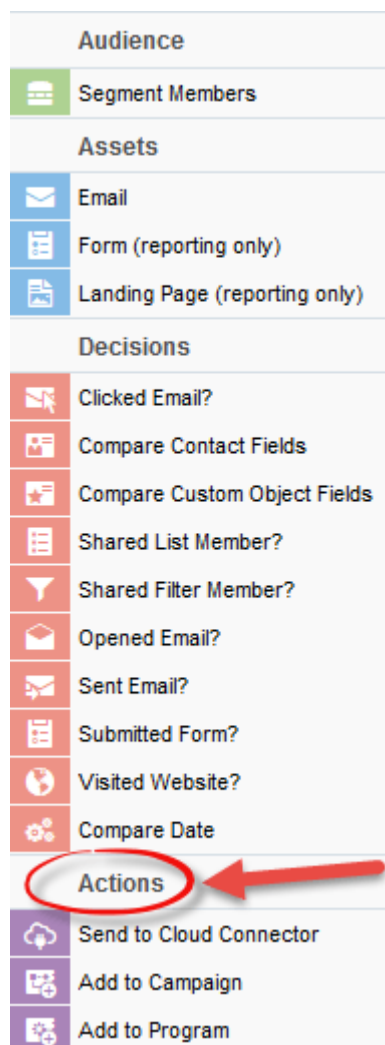 Audience
Segment Members
Assets
Email
Form (reporting only)
Landing Page (reporting only)
Decisions
Clicked Email?
Compare Contact Fields
Compare Custom Object Fields
Shared List Member?
Shared Filter Member?
Opened Email?
Sent Email?
Submitted Form?
Visited Website?
Compare Date
Actions
Send to Cloud Connector
Add to Campaign
Add to Program